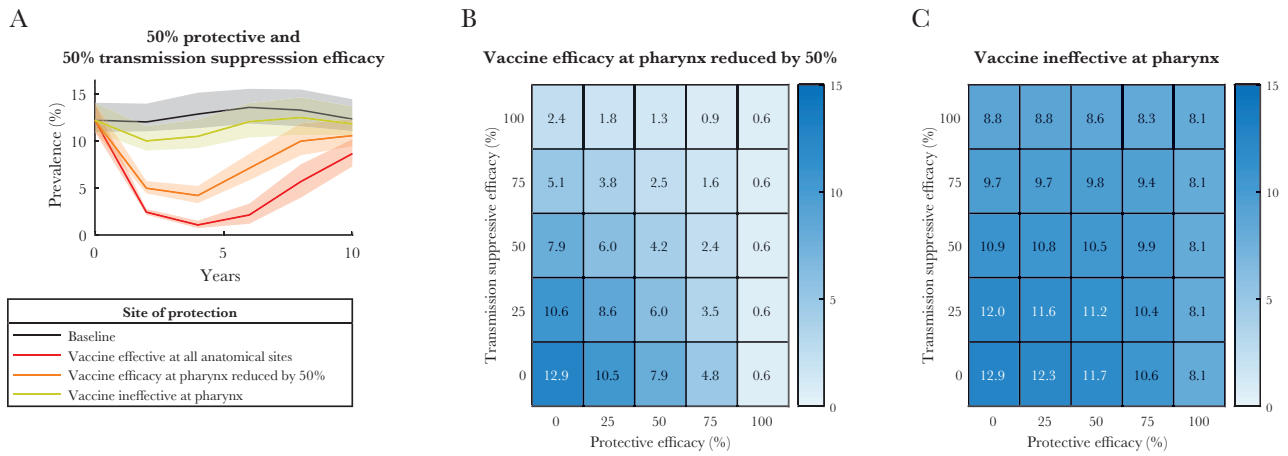 A
50% protective and
50% transmission suppresssion efficacy
Prevalence (%)
15
10
5
0
0
5
10
Years
Site of protection
Baseline
Vaccine effective at all anatomical sites
Vaccine efficacy at pharynx reduced by 50%
Vaccine ineffective at pharynx
B
Vaccine efficacy at pharynx reduced by 50%
Transmission suppressive efficacy (%)
100 2.4 1.8 1.3 0.9 0.6
75 5.1 3.8 2.5 1.6 0.6
50 7.9 6.0 4.2 2.4 0.6
25 10.6 8.6 6.0 3.5 0.6
0 12.9 10.5 7.9 4.8 0.6
0 25 50 75 100
Protective efficacy (%)
15
10
5
0
C
Vaccine ineffective at pharynx
Transmission suppressive efficacy (%)
100 8.8 8.8 8.6 8.3 8.1
75 9.7 9.7 9.8 9.4 8.1
50 10.9 10.8 10.5 9.9 8.1
25 12.0 11.6 11.2 10.4 8.1
0 12.9 12.3 11.7 10.6 8.1
0 25 50 75 100
Protective efficacy (%)
15
10
5
0